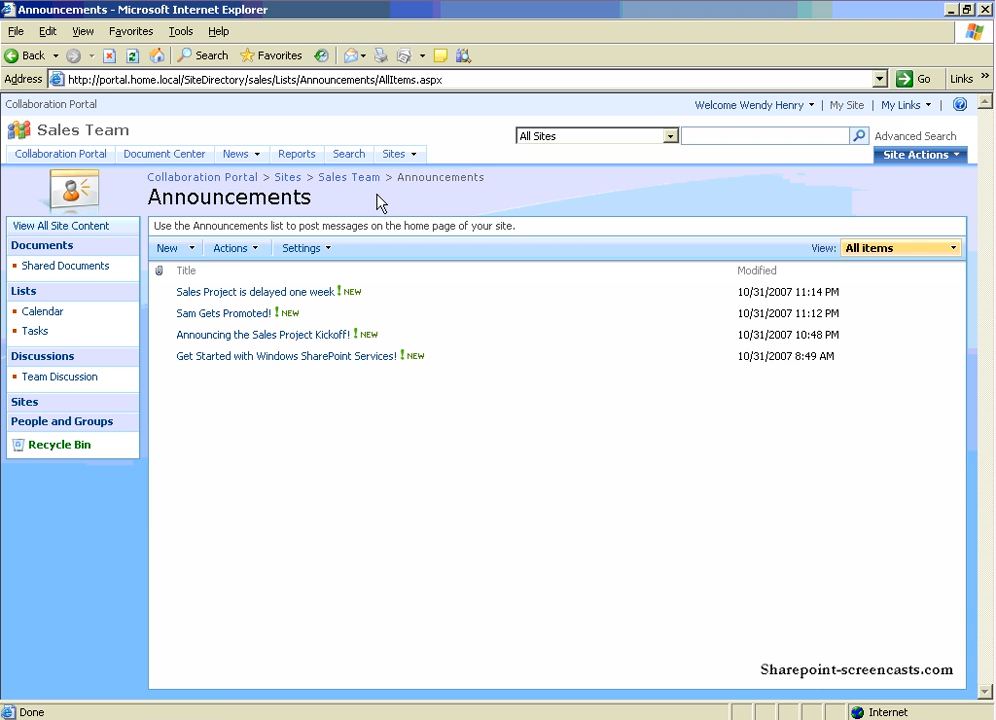 Announcements - Microsoft Internet Explorer
File Edit View Favorites Tools Help
Back Search Favorites
Address http://portal.home.local/SiteDirectory/sales/Lists/Announcements/AllItems.aspx Go Links »
Collaboration Portal Welcome Wendy Henry My Site My Links
Sales Team All Sites Advanced Search
Collaboration Portal Document Center News Reports Search Sites Site Actions
Collaboration Portal > Sites > Sales Team > Announcements
Announcements
View All Site Content
Documents
Shared Documents
Lists
Calendar
Tasks
Discussions
Team Discussion
Sites
People and Groups
Recycle Bin
Use the Announcements list to post messages on the home page of your site.
New Actions Settings View: All items
Title Modified
Sales Project is delayed one week ! NEW 10/31/2007 11:14 PM
Sam Gets Promoted! ! NEW 10/31/2007 11:12 PM
Announcing the Sales Project Kickoff! ! NEW 10/31/2007 10:48 PM
Get Started with Windows SharePoint Services! ! NEW 10/31/2007 8:49 AM
Sharepoint-screencasts.com
Done Internet